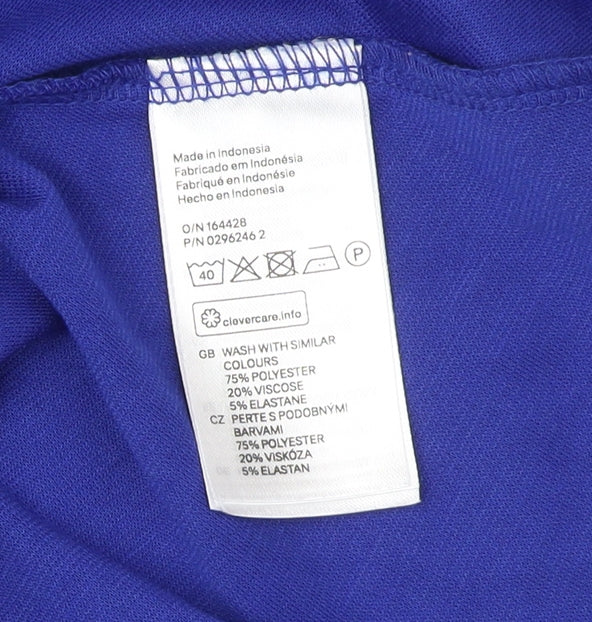 Made in Indonesia
Fabricado em Indonésia
Fabriqué en Indonésie
Hecho en Indonesia
O/N 164428
P/N 0296246 2
40 P
clevercare.info
GB WASH WITH SIMILAR
COLOURS
75% POLYESTER
20% VISCOSE
5% ELASTANE
CZ PERTE S PODOBNÝMI
BARVAMI
75% POLYESTER
20% VISKÓZA
5% ELASTAN